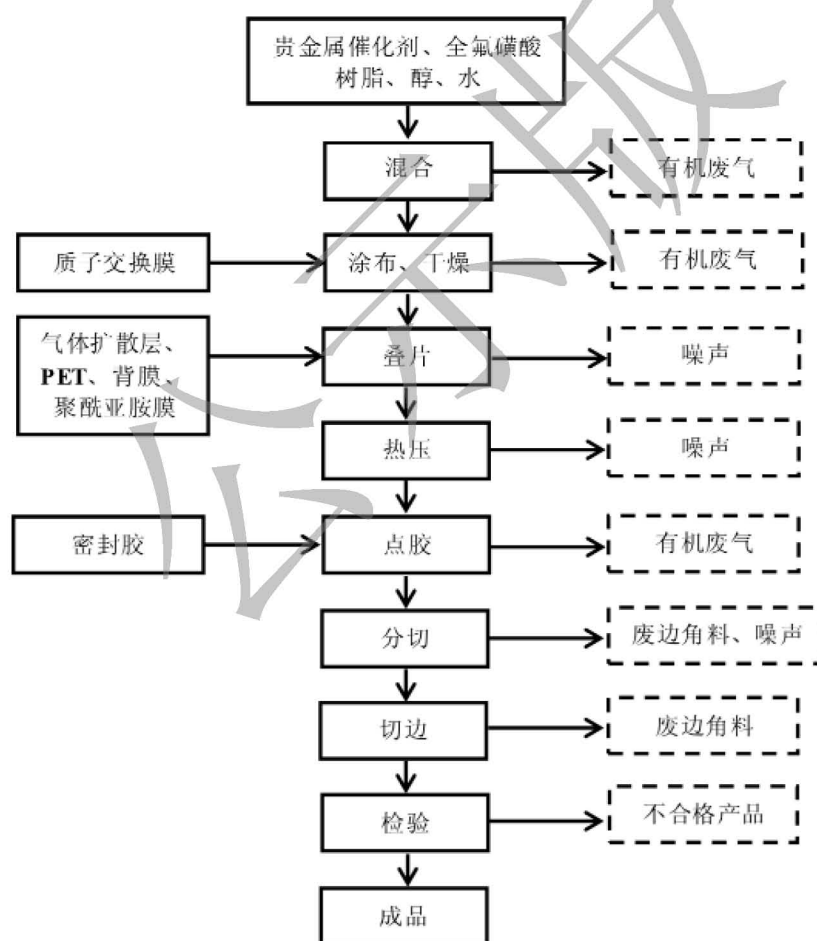 贵金属催化剂、全氟磺酸
树脂、醇、水
混合
有机废气
质子交换膜
涂布、干燥
有机废气
气体扩散层、
PET、背膜、
聚酰亚胺膜
叠片
噪声
热压
噪声
密封胶
点胶
有机废气
分切
废边角料、噪声
切边
废边角料
检验
不合格产品
成品
公示版